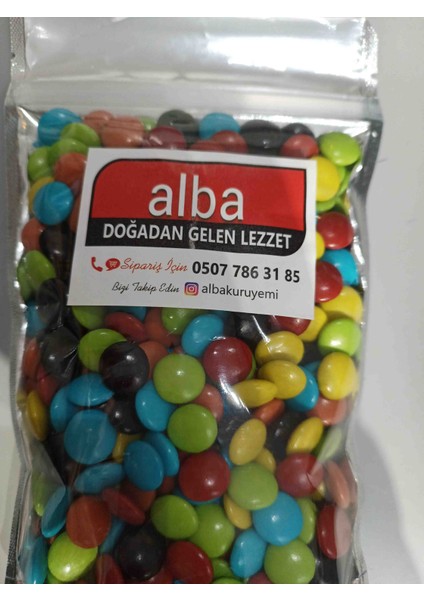 alba
DOĞADAN GELEN LEZZET
Sipariş İçin 0507 786 31 85
Bizi Takip Edin albakuruyemi